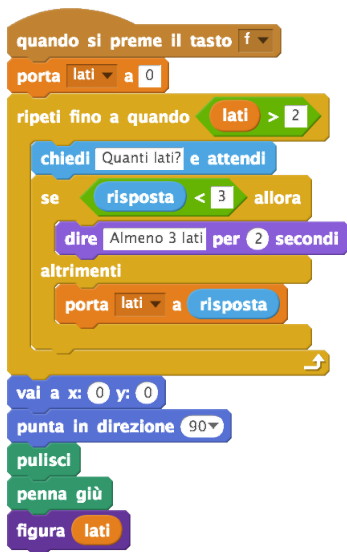 quando si preme il tasto f
porta lati a 0
ripeti fino a quando lati > 2
chiedi Quanti lati? e attendi
se risposta < 3 allora
dire Almeno 3 lati per 2 secondi
altrimenti
porta lati a risposta
vai a x: 0 y: 0
punta in direzione 90
pulisci
penna giù
figura lati